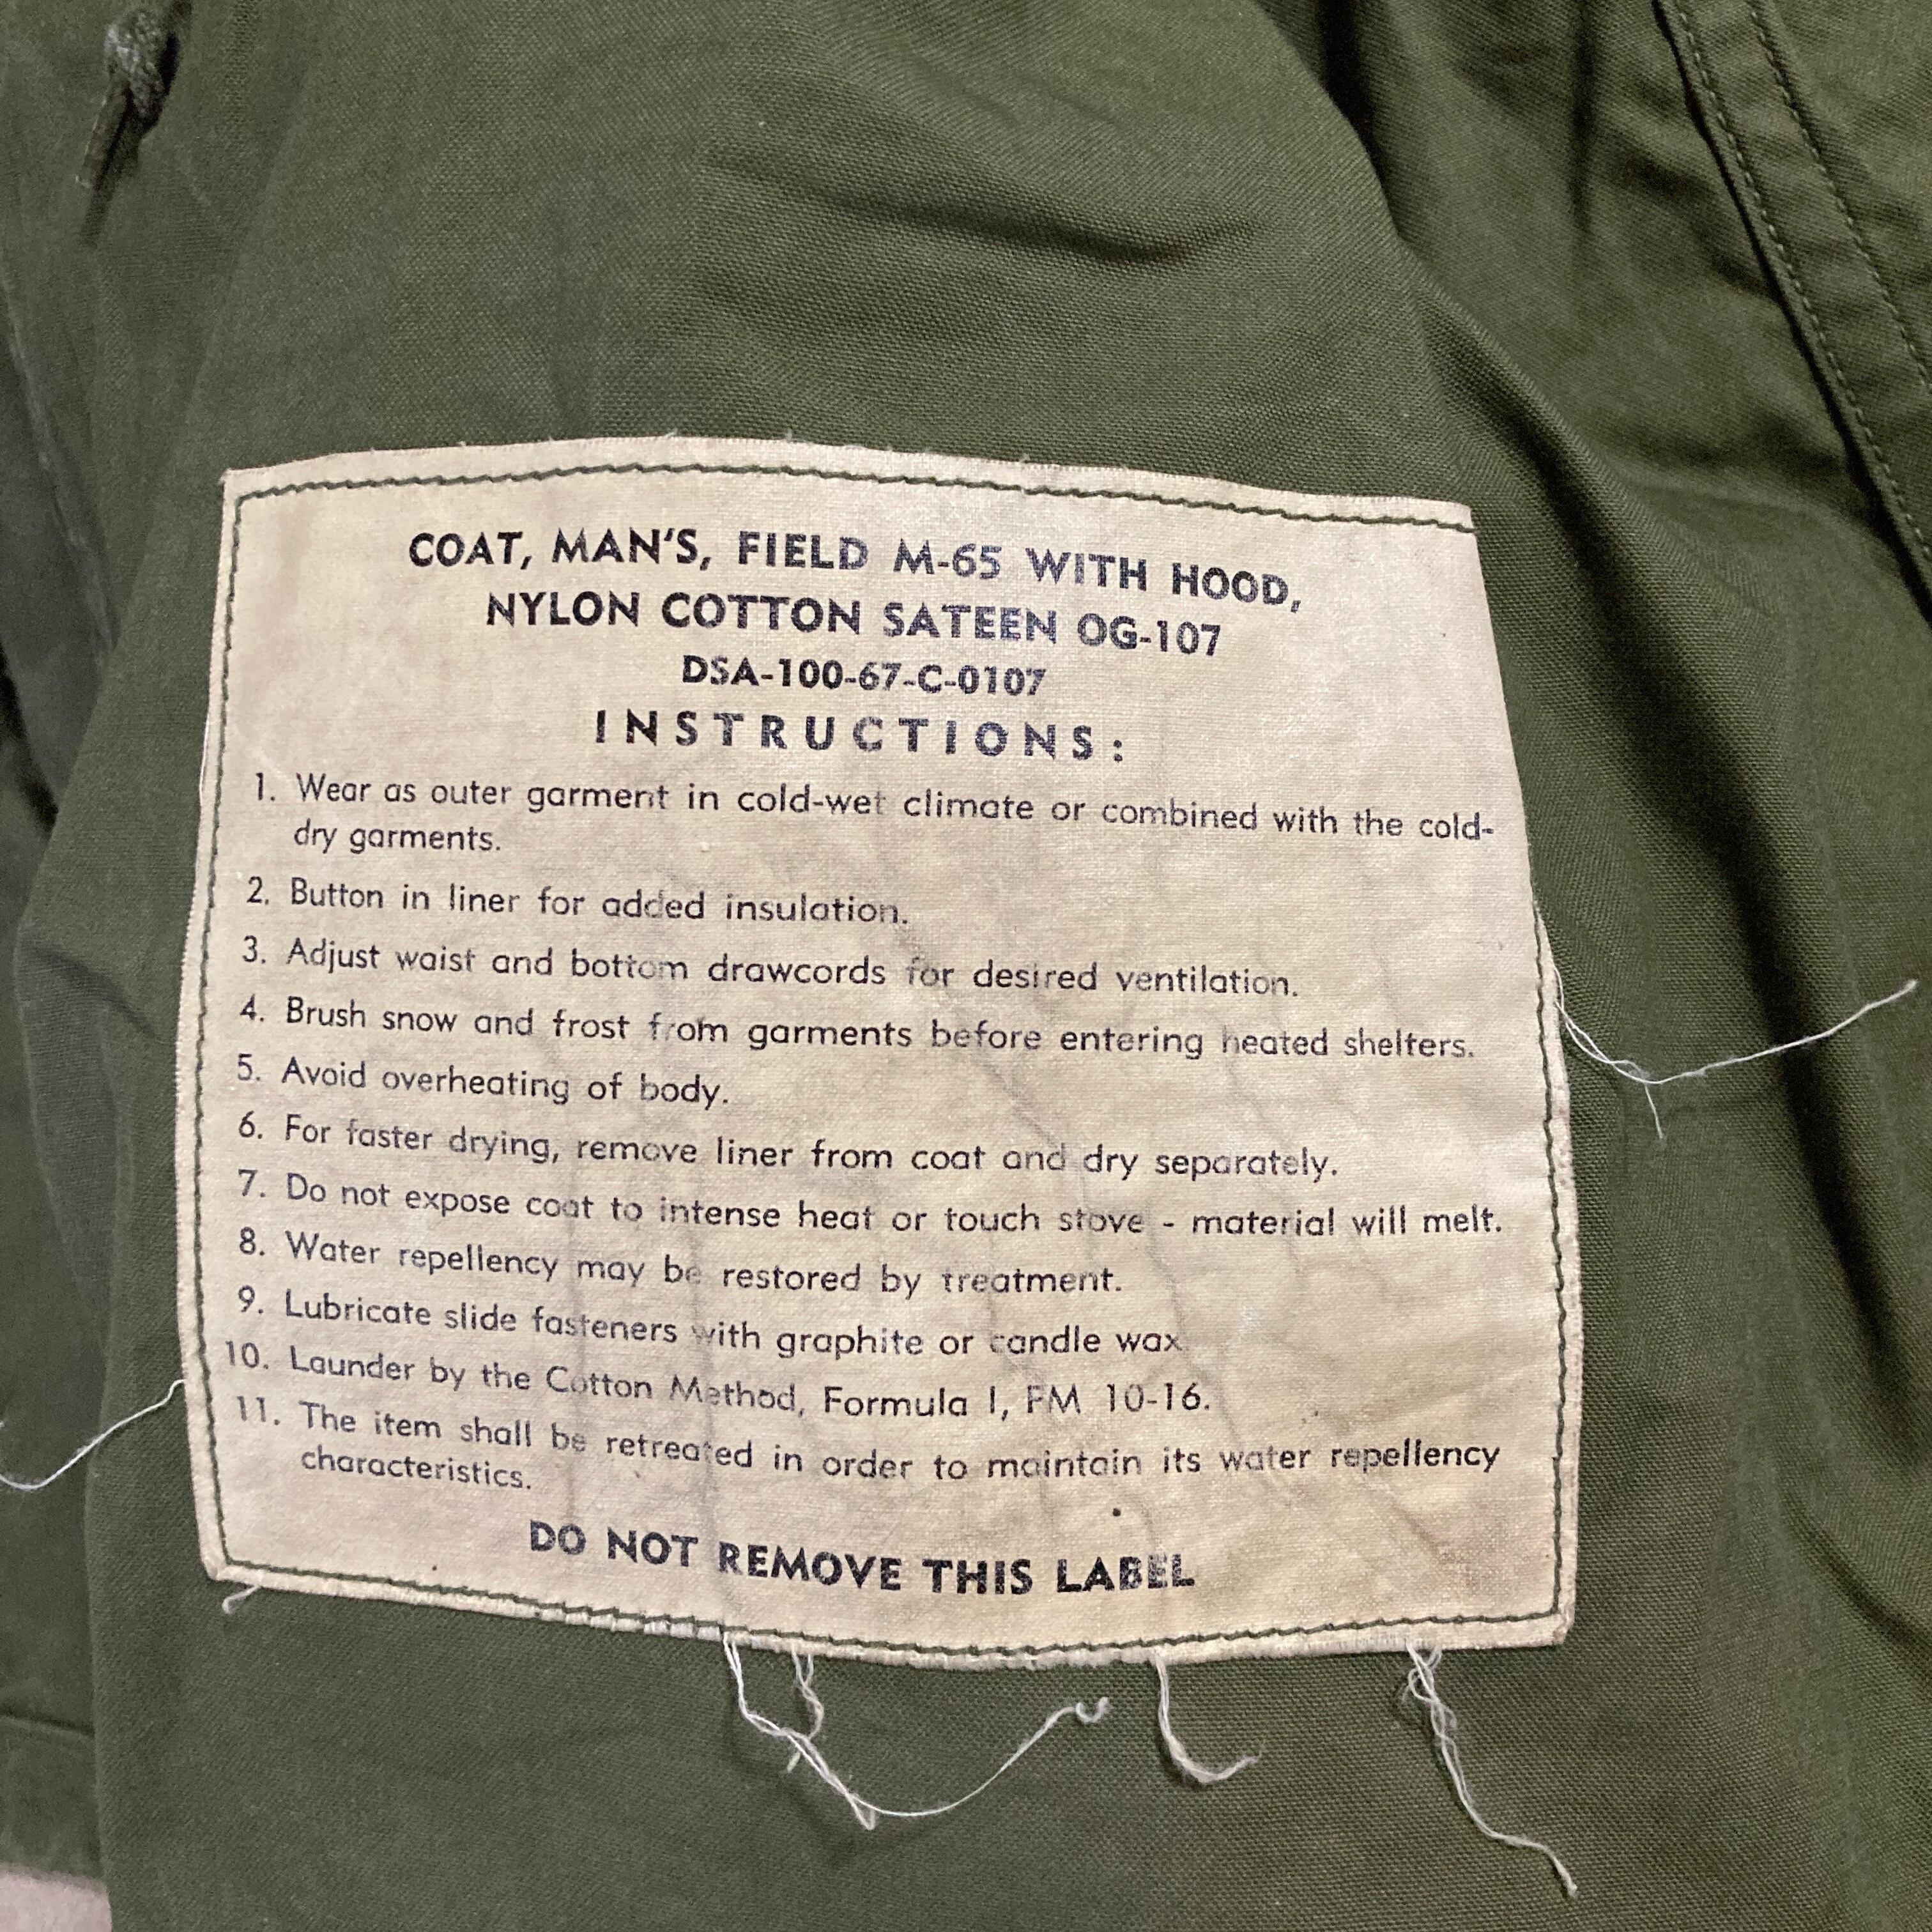 COAT, MAN'S, FIELD M-65 WITH HOOD,
NYLON COTTON SATEEN OG-107
DSA-100-67-C-0107
INSTRUCTIONS:
1. Wear as outer garment in cold-wet climate or combined with the cold-
dry garments.
2. Button in liner for added insulation.
3. Adjust waist and bottom drawcords for desired ventilation.
4. Brush snow and frost from garments before entering heated shelters.
5. Avoid overheating of body.
6. For faster drying, remove liner from coat and dry separately.
7. Do not expose coat to intense heat or touch stove - material will melt.
8. Water repellency may be restored by treatment.
9. Lubricate slide fasteners with graphite or candle wax
10. Launder by the Cotton Method, Formula I, FM 10-16.
11. The item shall be retreated in order to maintain its water repellency
characteristics.
DO NOT REMOVE THIS LABEL